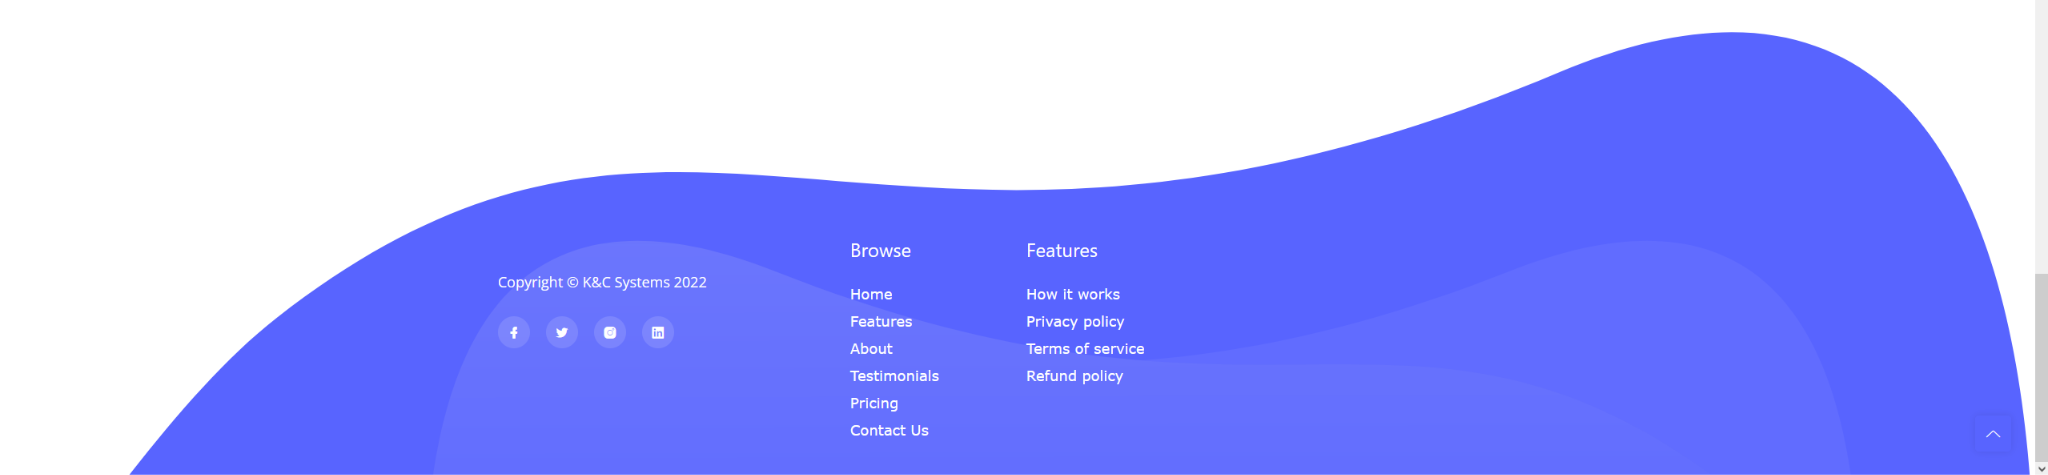 Copyright © K&C Systems 2022
Browse
Home
Features
About
Testimonials
Pricing
Contact Us
Features
How it works
Privacy policy
Terms of service
Refund policy